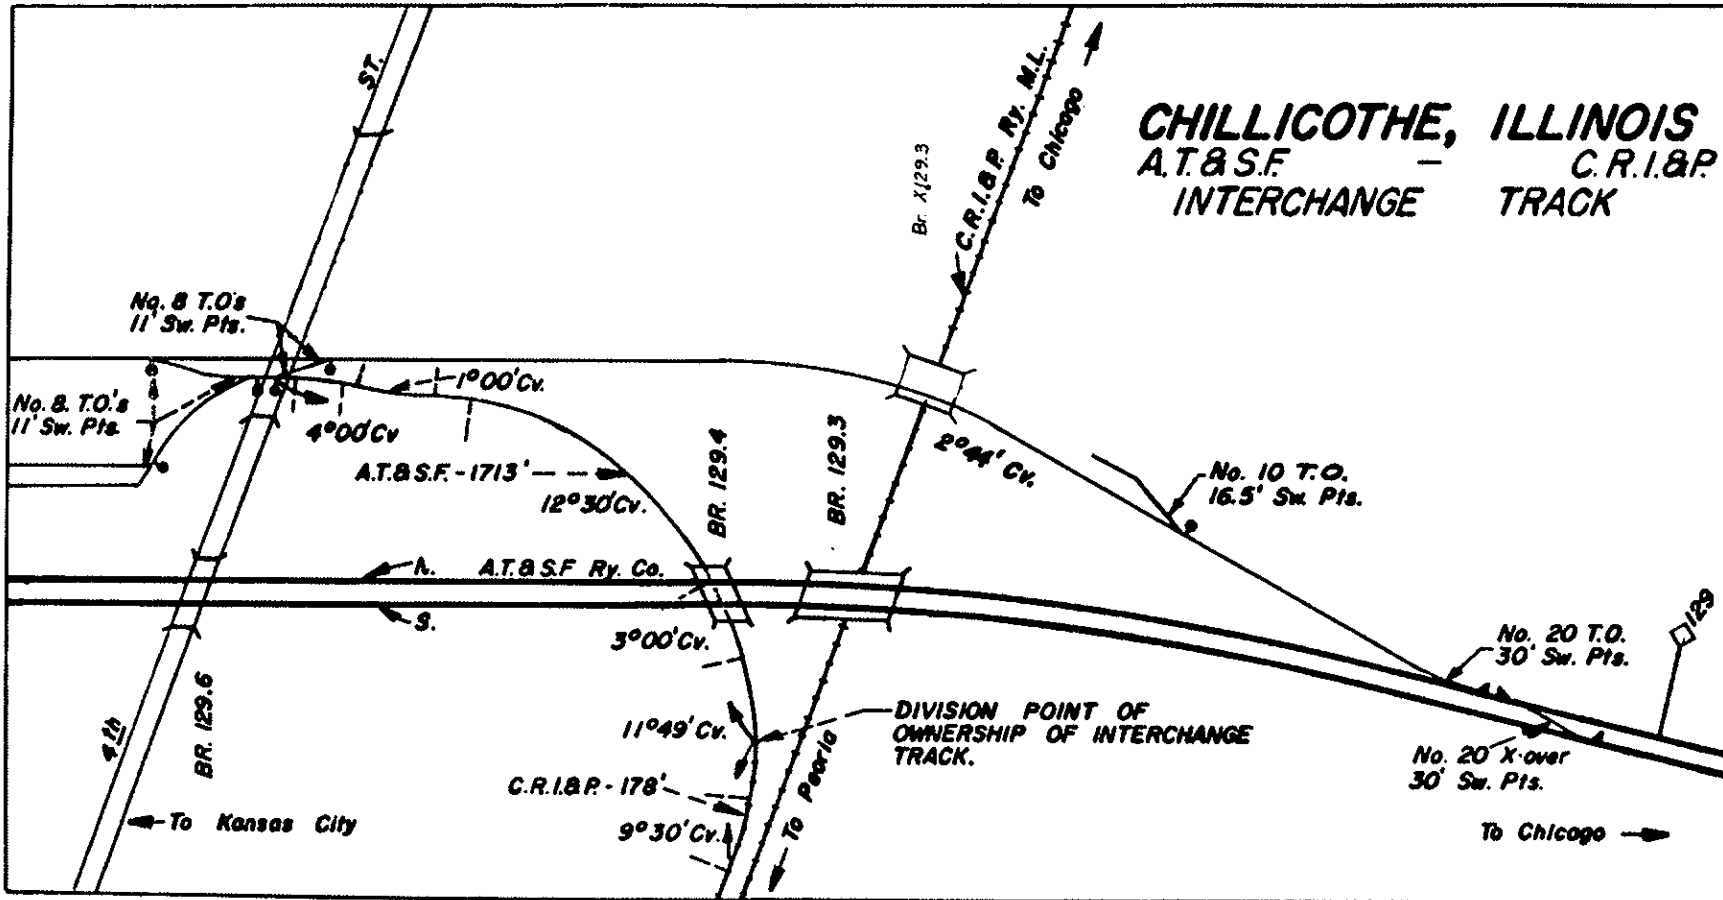 CHILLICOTHE, ILLINOIS
A.T.&S.F. – C.R.I.&P.
INTERCHANGE TRACK
ST.
C.R.I.&P. Ry. M.L.
To Chicago
Br. X129.3
No. 8 T.O's
11' Sw. Pts.
No. 8. T.O.'s
11' Sw. Pts.
1°00' Cv.
4°00' Cv
A.T.&S.F. - 1713'
12°30' Cv.
BR. 129.4
BR. 129.3
2°44' Cv.
No. 10 T.O.
16.5' Sw. Pts.
N.
A.T.&S.F Ry. Co.
S.
3°00' Cv.
No. 20 T.O.
30' Sw. Pts.
129
4th
BR. 129.6
11°49' Cv.
DIVISION POINT OF
OWNERSHIP OF INTERCHANGE
TRACK.
No. 20 X-over
30' Sw. Pts.
C.R.I.&P. - 178'
9°30' Cv.
To Peoria
To Kansas City
To Chicago